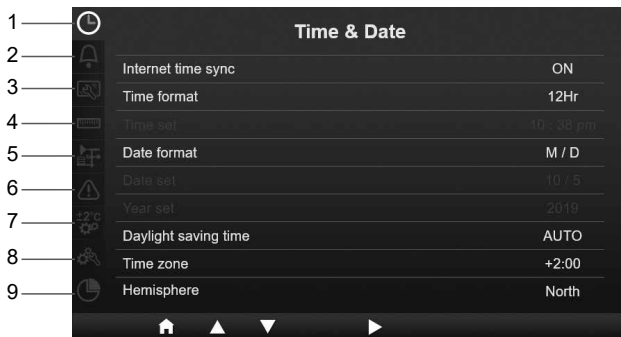 Time & Date
1
2
3
4
5
6
7
8
9
±2°C
Internet time sync ON
Time format 12Hr
Time set 10 : 38 pm
Date format M / D
Date set 10 / 5
Year set 2019
Daylight saving time AUTO
Time zone +2:00
Hemisphere North